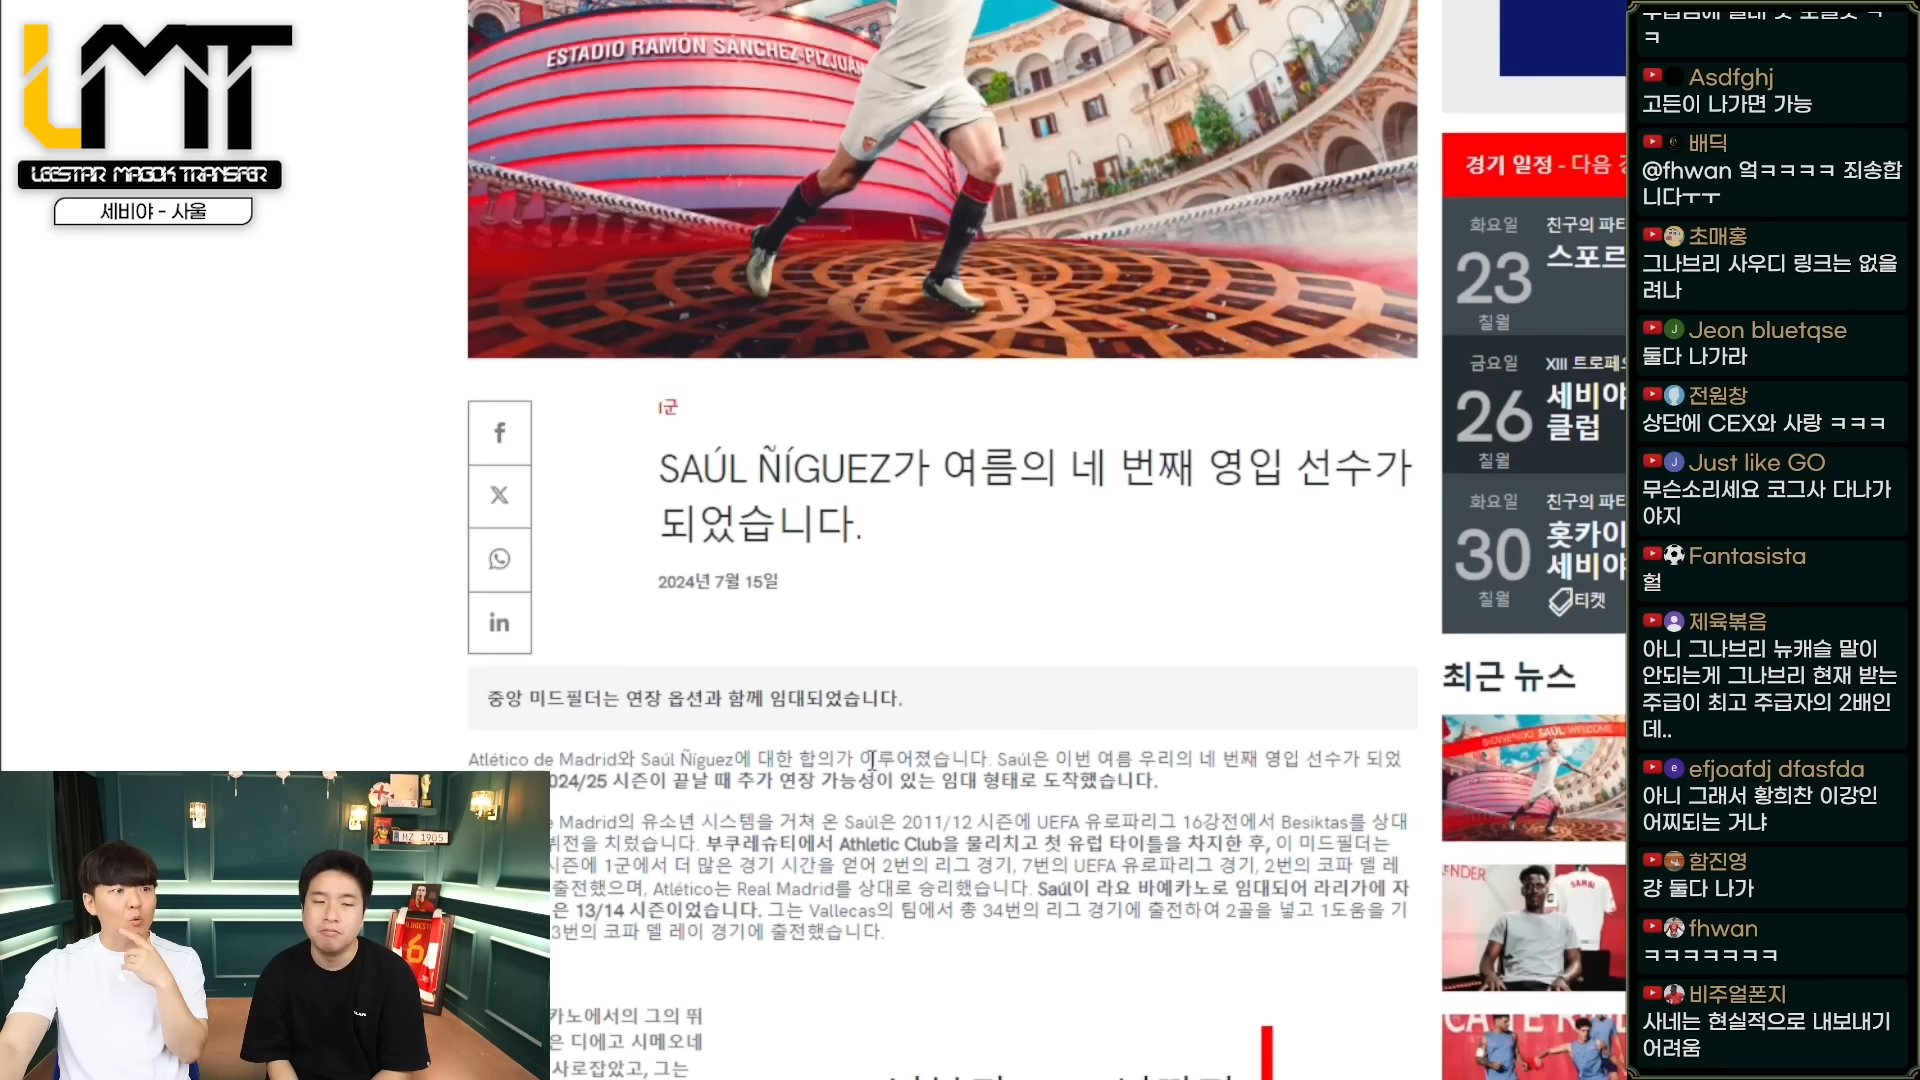 LMT
LEESTAR MAGOK TRANSFER
세비야 - 사울
ESTADIO RAMÓN SÁNCHEZ-PIZJUÁN
1군
SAÚL ÑÍGUEZ가 여름의 네 번째 영입 선수가
되었습니다.
2024년 7월 15일
중앙 미드필더는 연장 옵션과 함께 임대되었습니다.
Atlético de Madrid와 Saúl Ñíguez에 대한 합의가 이루어졌습니다. Saúl은 이번 여름 우리의 네 번째 영입 선수가 되었
024/25 시즌이 끝날 때 추가 연장 가능성이 있는 임대 형태로 도착했습니다.
Madrid의 유소년 시스템을 거쳐 온 Saúl은 2011/12 시즌에 UEFA 유로파리그 16강전에서 Besiktas를 상대
뷔전을 치렀습니다. 부쿠레슈티에서 Athletic Club을 물리치고 첫 유럽 타이틀을 차지한 후, 이 미드필더는
시즌에 1군에서 더 많은 경기 시간을 얻어 2번의 리그 경기, 7번의 UEFA 유로파리그 경기, 2번의 코파 델 레
출전했으며, Atlético는 Real Madrid를 상대로 승리했습니다. Saúl이 라요 바예카노로 임대되어 라리가에 자
은 13/14 시즌이었습니다. 그는 Vallecas의 팀에서 총 34번의 리그 경기에 출전하여 2골을 넣고 1도움을 기
3번의 코파 델 레이 경기에 출전했습니다.
카노에서의 그의 뛰
은 디에고 시메오네
사로잡았고, 그는
MZ 1905
6
경기 일정 - 다음
화요일
23
칠월
친구의 파티
스포르
금요일
26
칠월
XIII 트로페
세비야
클럽
화요일
30
칠월
친구의 파티
홋카이
세비야
티켓
최근 뉴스
BIENVENIDO SAÚL WELCOME
SAMBI
ㅋ
Asdfghj
고든이 나가면 가능
배딕
@fhwan 엌ㅋㅋㅋㅋ 죄송합
니다ㅜㅜ
초매홍
그나브리 사우디 링크는 없을
려나
Jeon bluetqse
둘다 나가라
전원창
상단에 CEX와 사랑 ㅋㅋㅋ
Just like GO
무슨소리세요 코그사 다나가
야지
Fantasista
헐
제육볶음
아니 그나브리 뉴캐슬 말이
안되는게 그나브리 현재 받는
주급이 최고 주급자의 2배인
데..
efjoafdj dfasfda
아니 그래서 황희찬 이강인
어찌되는 거냐
함진영
걍 둘다 나가
fhwan
ㅋㅋㅋㅋㅋㅋㅋ
비주얼폰지
사네는 현실적으로 내보내기
어려움